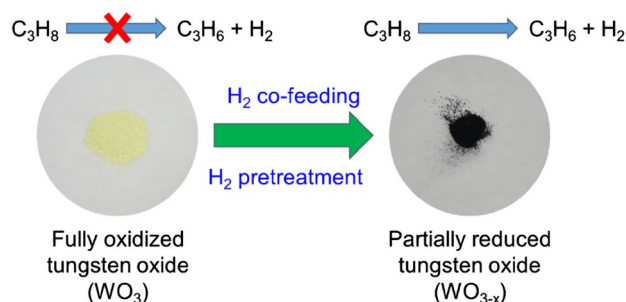 C₃H₈ C₃H₆ + H₂
C₃H₈ C₃H₆ + H₂
H₂ co-feeding
H₂ pretreatment
Fully oxidized
tungsten oxide
(WO₃)
Partially reduced
tungsten oxide
(WO₃₋ₓ)